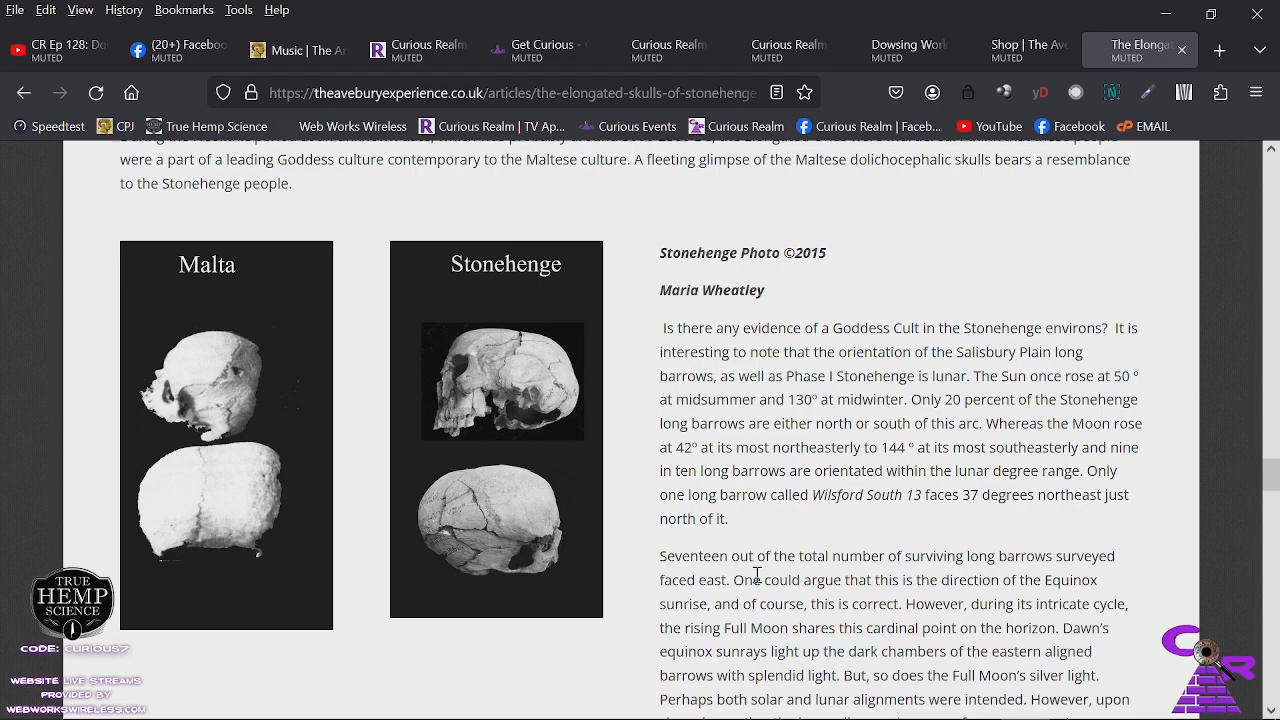 File Edit View History Bookmarks Tools Help
CR Ep 128: Do
MUTED
(20+) Faceboo
MUTED
Music | The Ar
Curious Realm
MUTED
Get Curious - C
MUTED
Curious Realm
MUTED
Curious Realm
MUTED
Dowsing Work
MUTED
Shop | The Ave
MUTED
The Elongat
MUTED
https://theaveburyexperience.co.uk/articles/the-elongated-skulls-of-stonehenge
yD
N
Speedtest CPJ True Hemp Science Web Works Wireless Curious Realm | TV Ap... Curious Events Curious Realm Curious Realm | Faceb... YouTube Facebook EMAIL
were a part of a leading Goddess culture contemporary to the Maltese culture. A fleeting glimpse of the Maltese dolichocephalic skulls bears a resemblance
to the Stonehenge people.
Malta
Stonehenge
Stonehenge Photo ©2015
Maria Wheatley
Is there any evidence of a Goddess Cult in the Stonehenge environs? It is
interesting to note that the orientation of the Salisbury Plain long
barrows, as well as Phase I Stonehenge is lunar. The Sun once rose at 50 º
at midsummer and 130º at midwinter. Only 20 percent of the Stonehenge
long barrows are either north or south of this arc. Whereas the Moon rose
at 42º at its most northeasterly to 144 º at its most southeasterly and nine
in ten long barrows are orientated within the lunar degree range. Only
one long barrow called Wilsford South 13 faces 37 degrees northeast just
north of it.
Seventeen out of the total number of surviving long barrows surveyed
faced east. One could argue that this is the direction of the Equinox
sunrise, and of course, this is correct. However, during its intricate cycle,
the rising Full Moon shares this cardinal point on the horizon. Dawn's
equinox sunrays light up the dark chambers of the eastern aligned
barrows with splendid light. But, so does the Full Moon's silver light.
Perhaps both solar and lunar alignments were intended. However, upon
TRUE
HEMP
SCIENCE
CODE: CURIOUS7
WEBSITE LIVE STREAMS
PROVIDED BY
WEBWORKSWIRELESS.COM
C R